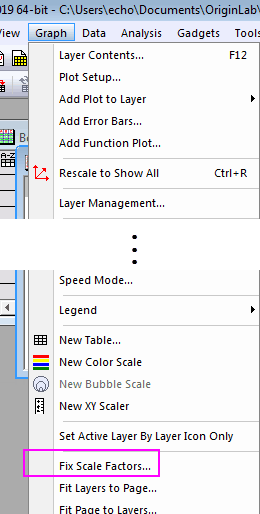 019 64-bit - C:\Users\echo\Documents\OriginLab\
View Graph Data Analysis Gadgets Tools
Layer Contents... F12
Plot Setup...
Add Plot to Layer
Add Error Bars...
Add Function Plot...
Rescale to Show All Ctrl+R
Layer Management...
Speed Mode...
Legend
New Table...
New Color Scale
New Bubble Scale
New XY Scaler
Set Active Layer By Layer Icon Only
Fix Scale Factors...
Fit Layers to Page...
Fit Page to Layers...